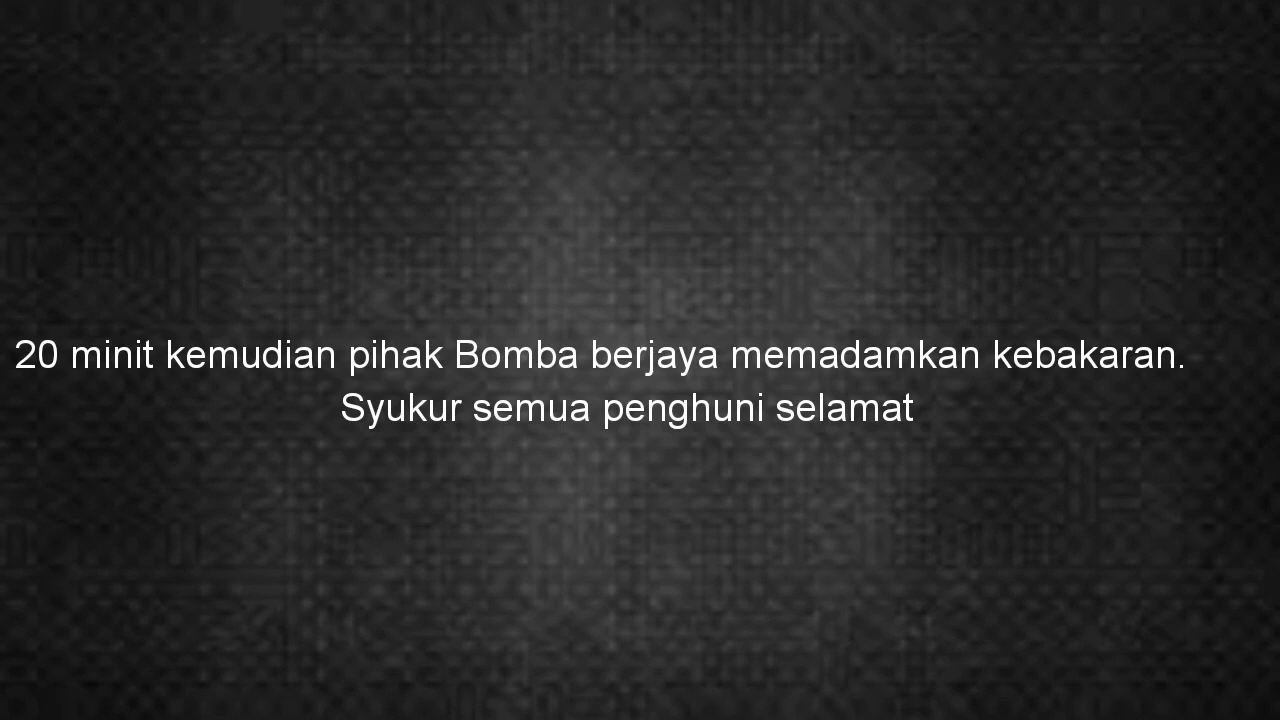 20 minit kemudian pihak Bomba berjaya memadamkan kebakaran.
Syukur semua penghuni selamat